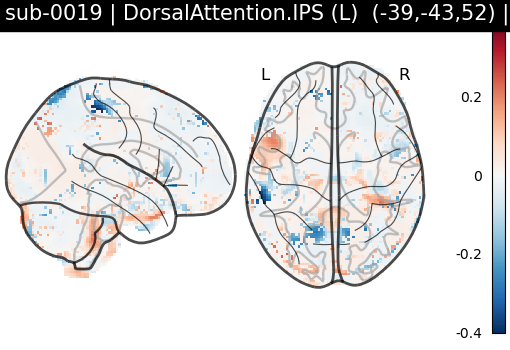 sub-0019 | DorsalAttention.IPS (L)  (-39,-43,52) |
L
R
0.2
0
-0.2
-0.4